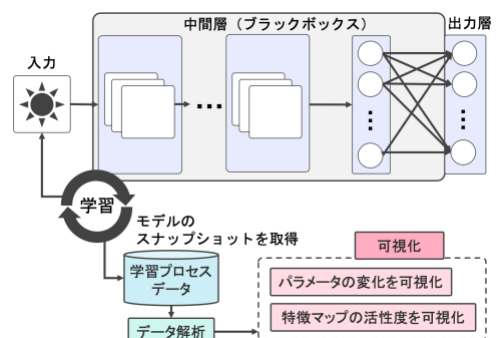 中間層（ブラックボックス）
出力層
入力
学習
モデルの
スナップショットを取得
学習プロセス
データ
データ解析
可視化
パラメータの変化を可視化
特徴マップの活性度を可視化